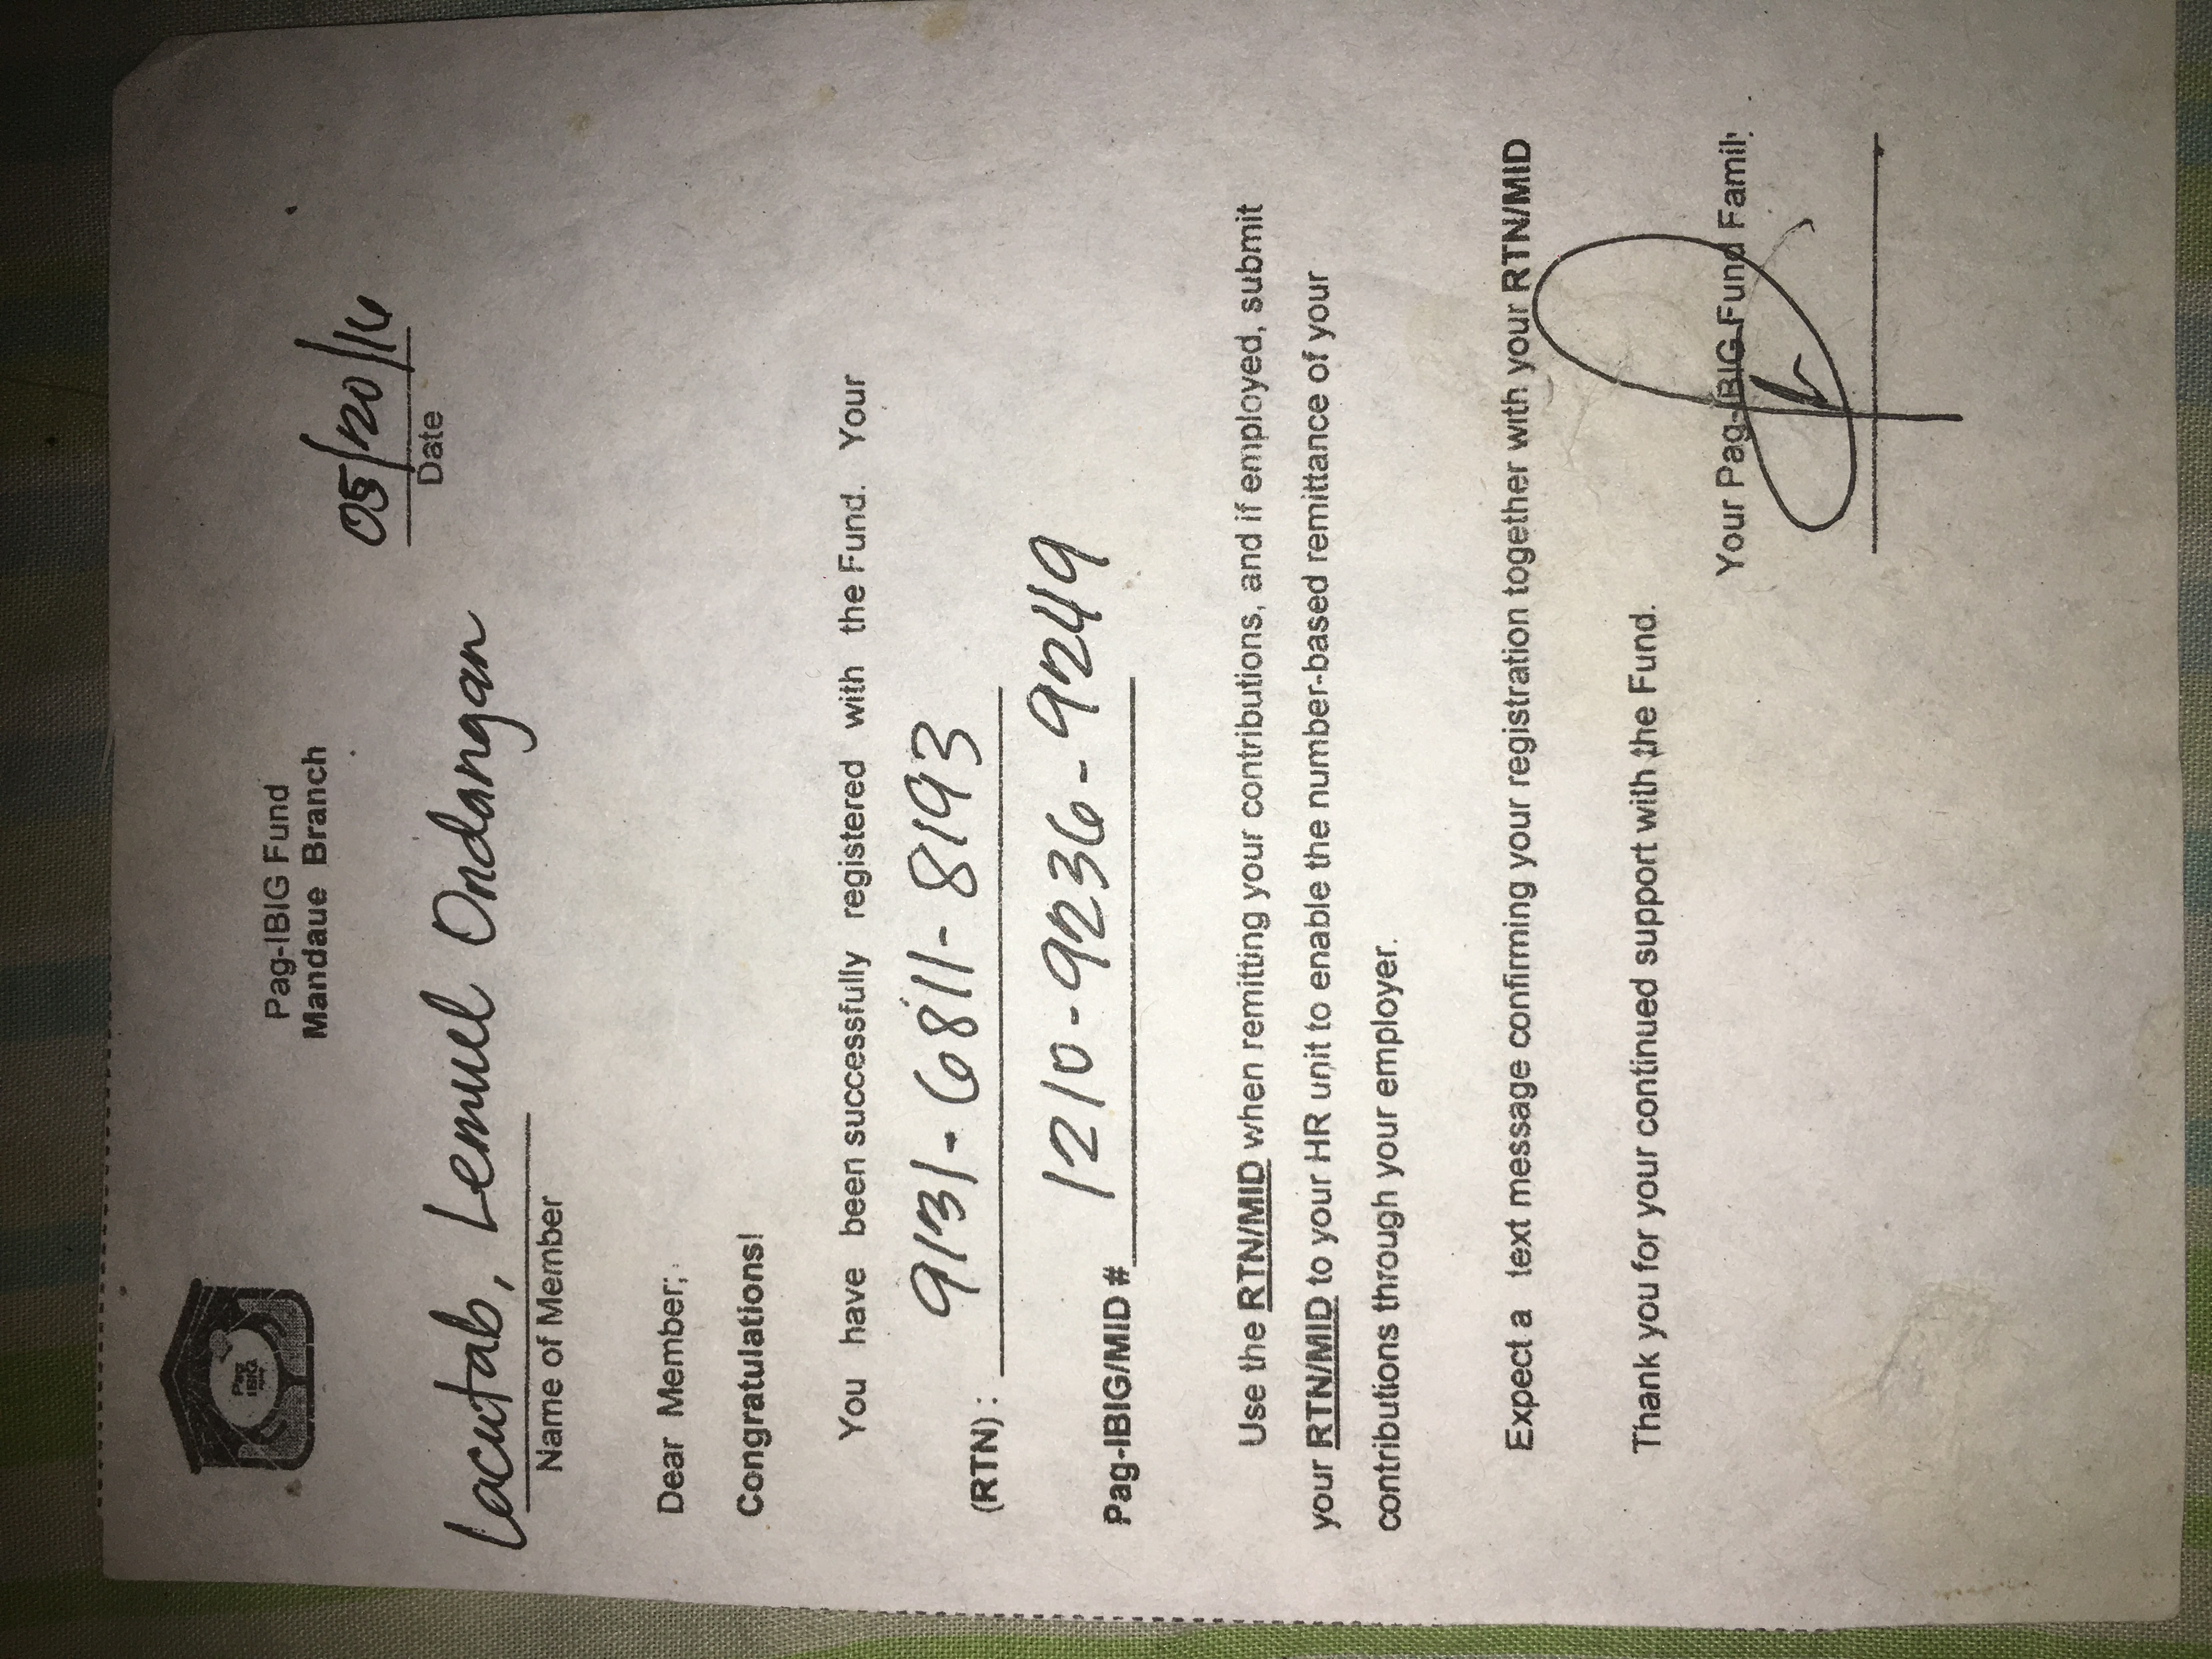 Pag-IBIG Fund
Mandaue Branch
05/20/14
Date
Lacutab, Lemuel Ondangan
Name of Member
Dear Member;
Congratulations!
You have been successfully registered with the Fund. Your
(RTN): 9131-6811-8193
Pag-IBIG/MID # 1210-9236-9249
Use the RTN/MID when remitting your contributions, and if employed, submit
your RTN/MID to your HR unit to enable the number-based remittance of your
contributions through your employer.
Expect a text message confirming your registration together with your RTN/MID
Thank you for your continued support with the Fund.
Your Pag-IBIG Fund Family